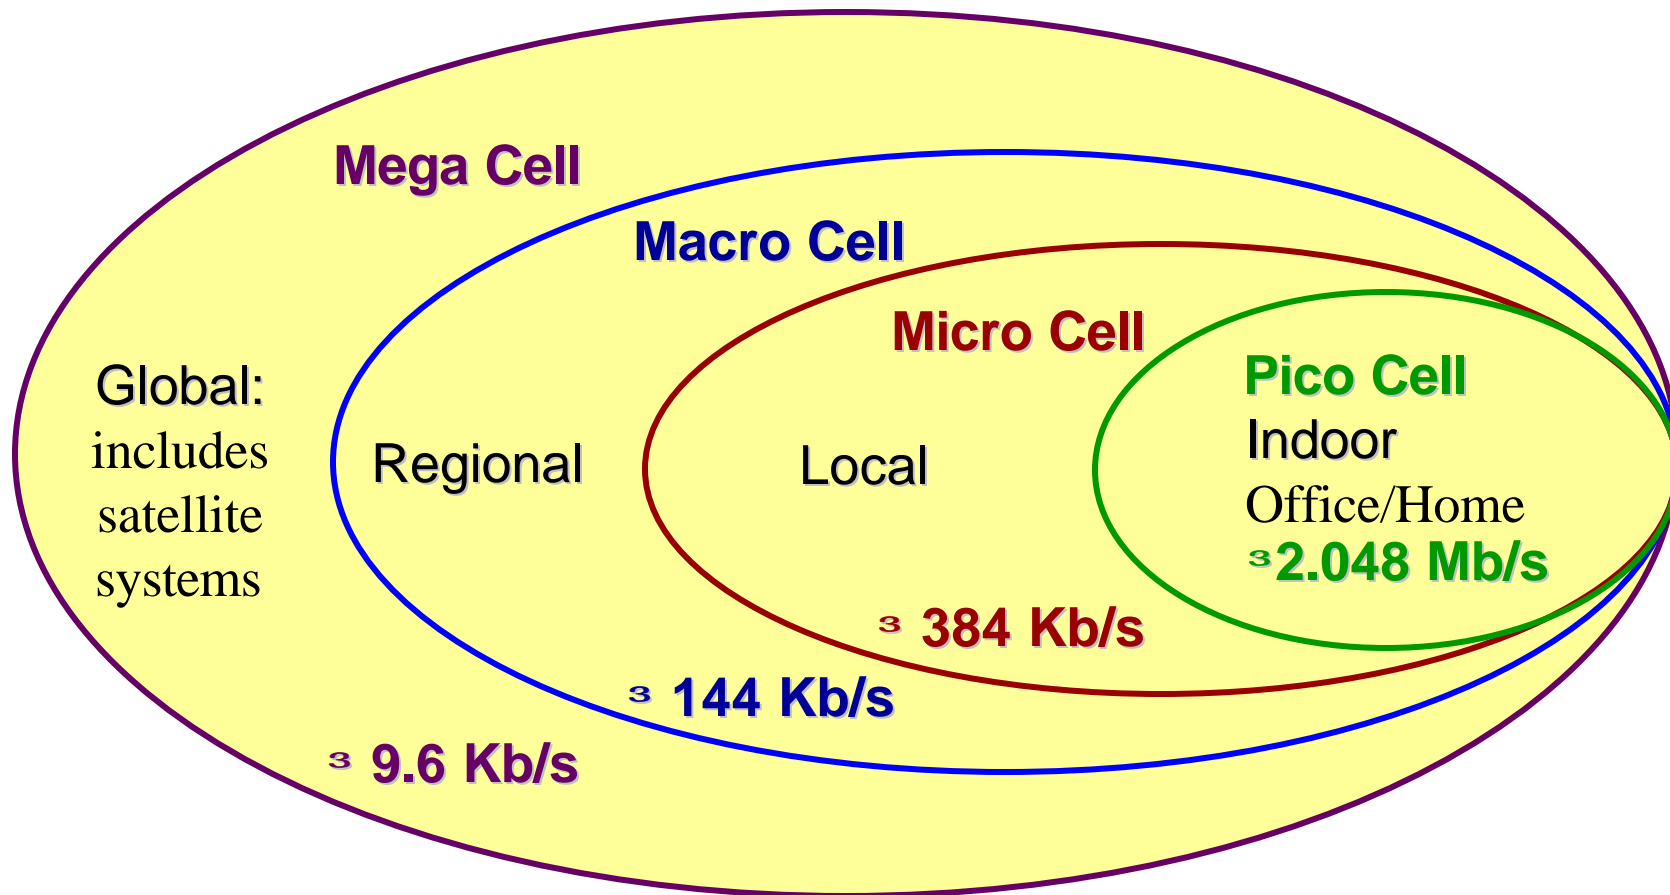 Mega Cell
Macro Cell
Micro Cell
Pico Cell
Global:
includes
satellite
systems
Regional
Local
Indoor
Office/Home
³2.048 Mb/s
³ 384 Kb/s
³ 144 Kb/s
³ 9.6 Kb/s